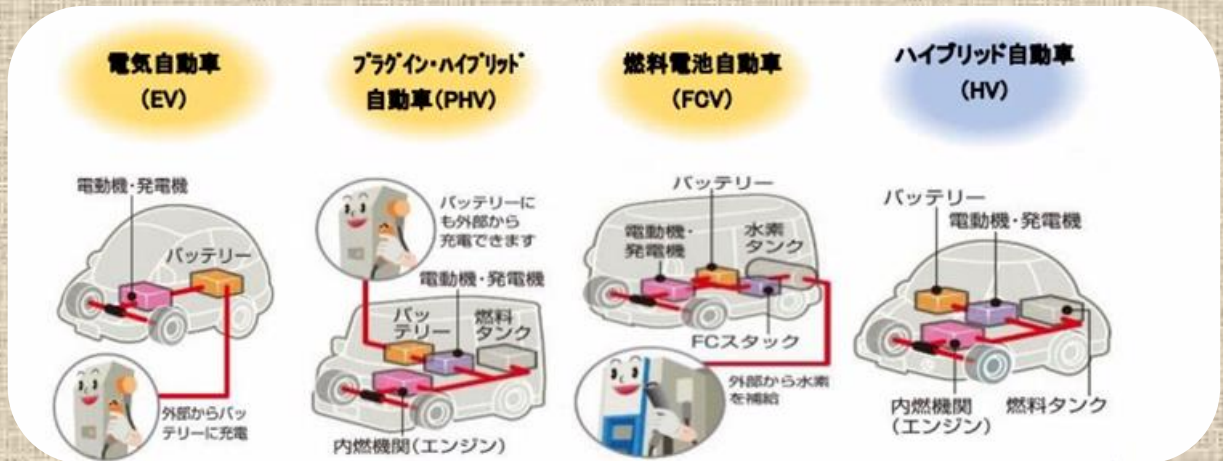 電気自動車
(EV)
プラグイン・ハイブリッド
自動車(PHV)
燃料電池自動車
(FCV)
ハイブリッド自動車
(HV)
電動機・発電機
バッテリー
外部からバッ
テリーに充電
バッテリーに
も外部から
充電できます
電動機・発電機
バッ
テリー
燃料
タンク
内燃機関(エンジン)
バッテリー
電動機・
発電機
水素
タンク
FCスタック
外部から水素
を補給
バッテリー
電動機・発電機
内燃機関
(エンジン)
燃料タンク